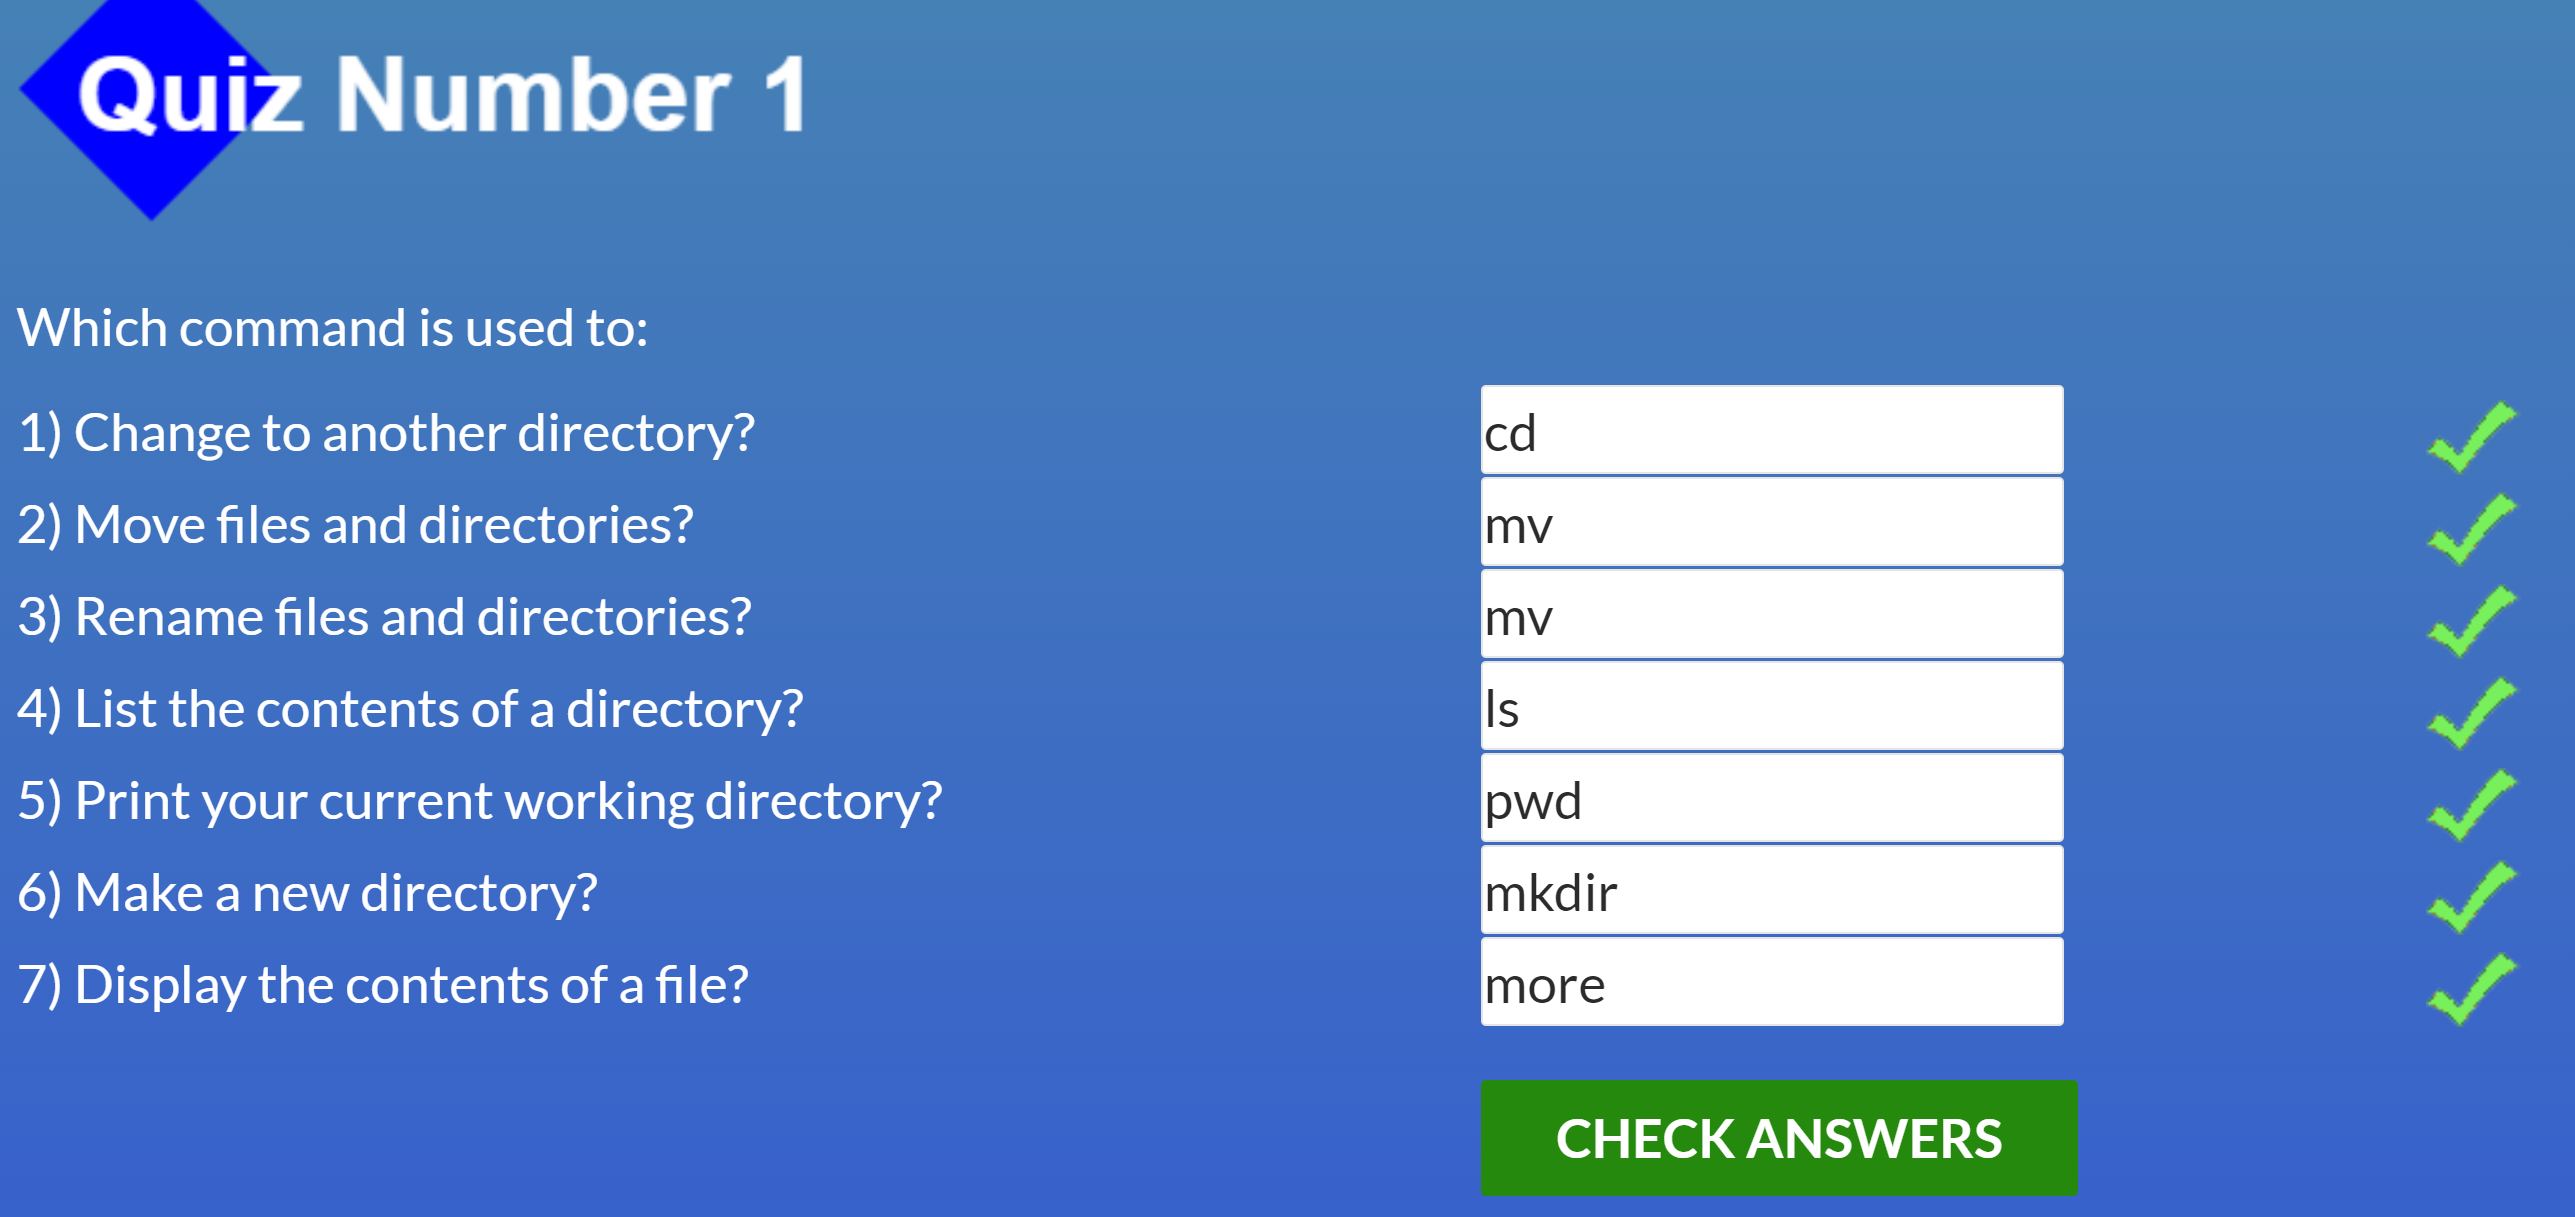 Quiz Number 1
Which command is used to:
1) Change to another directory? cd
2) Move files and directories? mv
3) Rename files and directories? mv
4) List the contents of a directory? ls
5) Print your current working directory? pwd
6) Make a new directory? mkdir
7) Display the contents of a file? more
CHECK ANSWERS